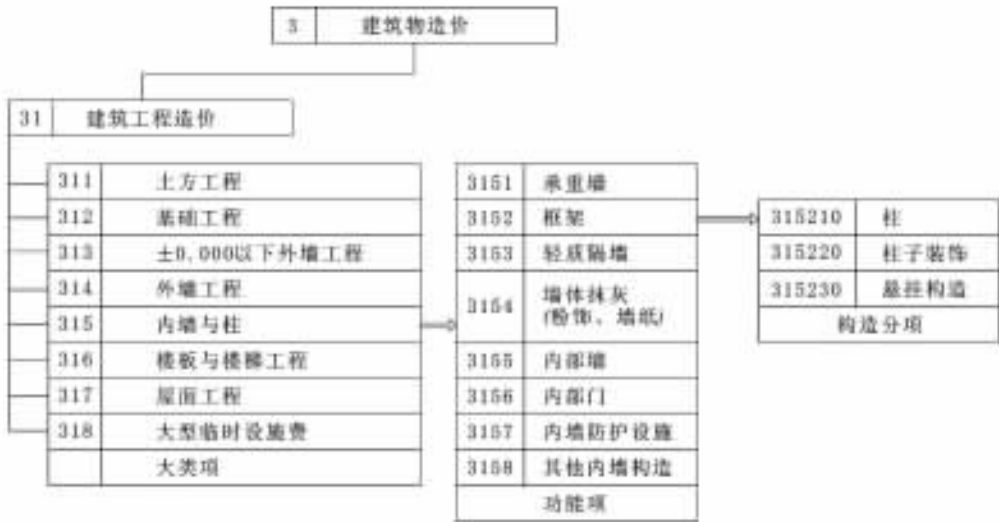 3 建筑物造价
31 建筑工程造价
311 土方工程
312 基础工程
313 ±0.000以下外墙工程
314 外墙工程
315 内墙与柱
316 楼板与楼梯工程
317 屋面工程
318 大型临时设施费
大类项
3151 承重墙
3152 框架
3153 轻质隔墙
3154 墙体抹灰
(粉饰、墙纸)
3155 内部墙
3156 内部门
3157 内墙防护设施
3158 其他内墙构造
功能项
315210 柱
315220 柱子装饰
315230 悬挂构造
构造分项